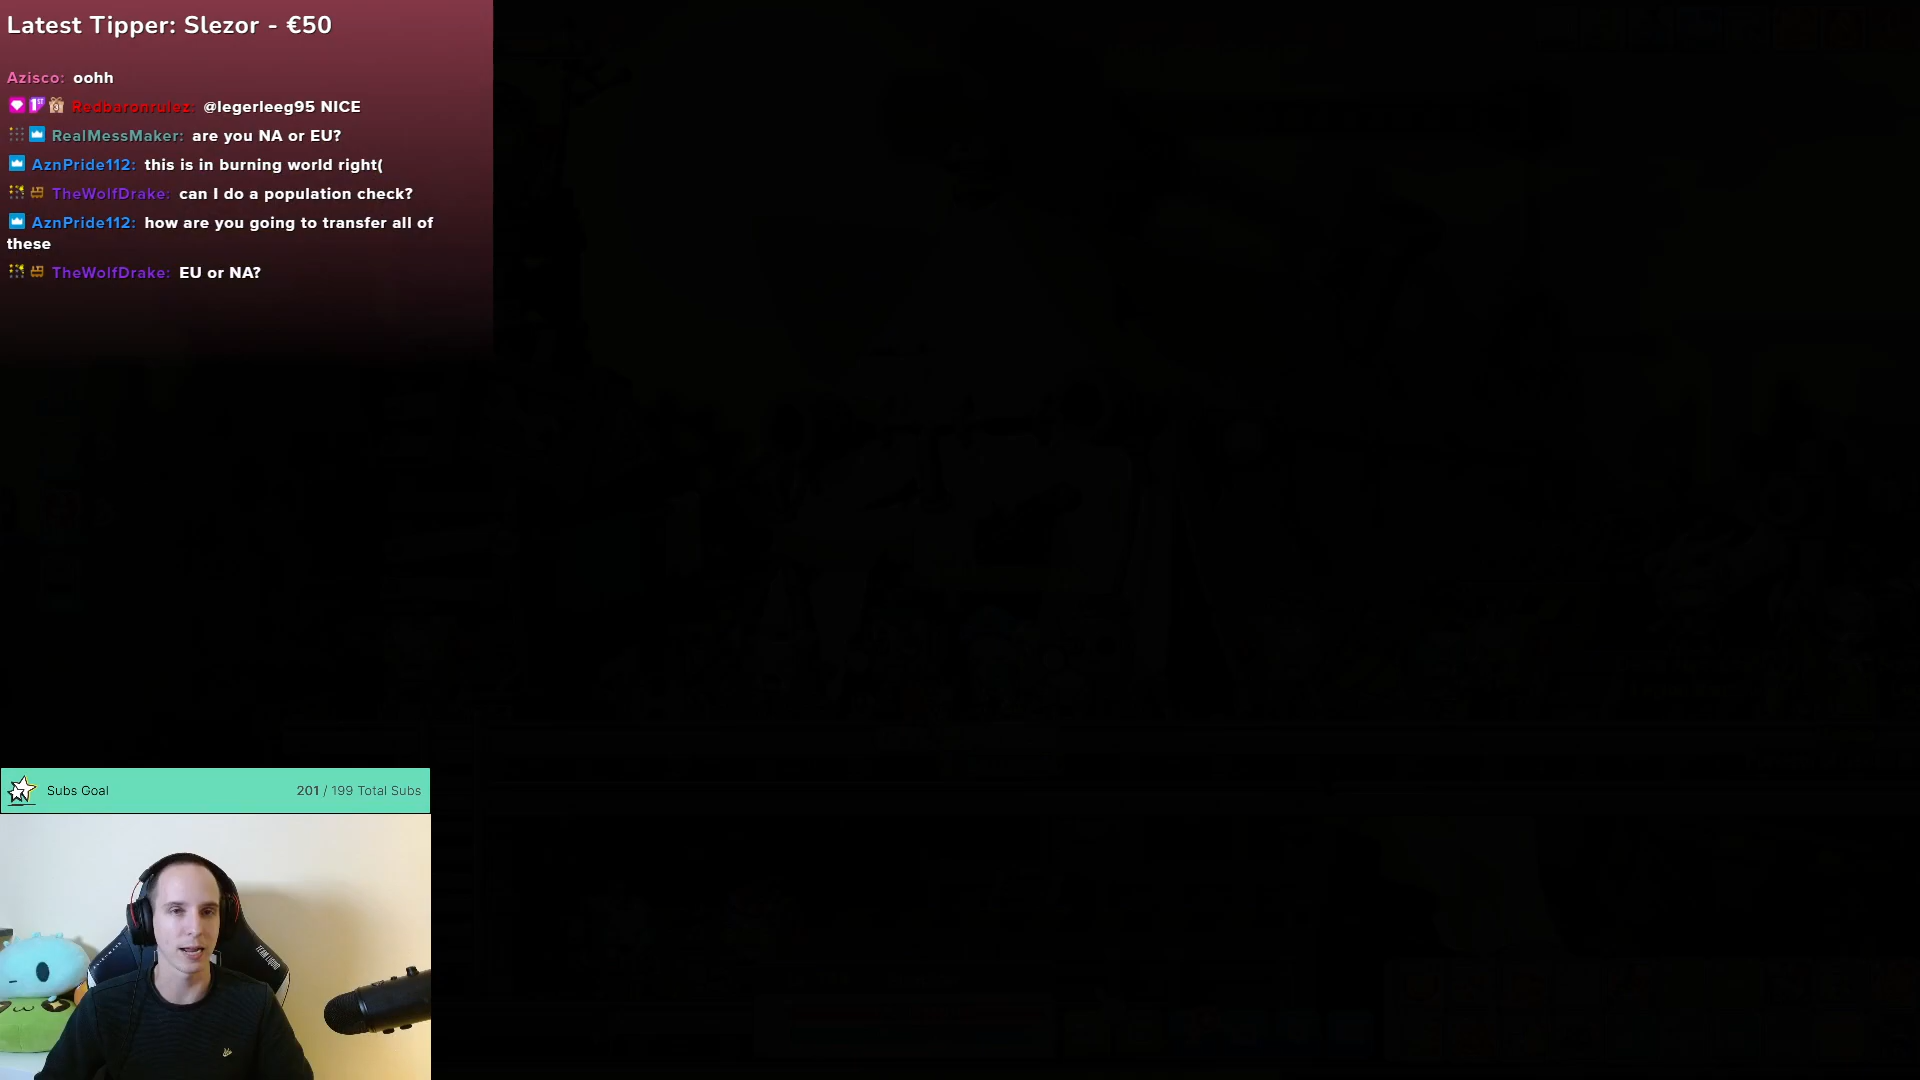 Latest Tipper: Slezor - €50
Azisco: oohh
Redbaronrulez: @legerleeg95 NICE
RealMessMaker: are you NA or EU?
AznPride112: this is in burning world right(
TheWolfDrake: can I do a population check?
AznPride112: how are you going to transfer all of
these
TheWolfDrake: EU or NA?
Subs Goal 201 / 199 Total Subs
TEAM LIQUID